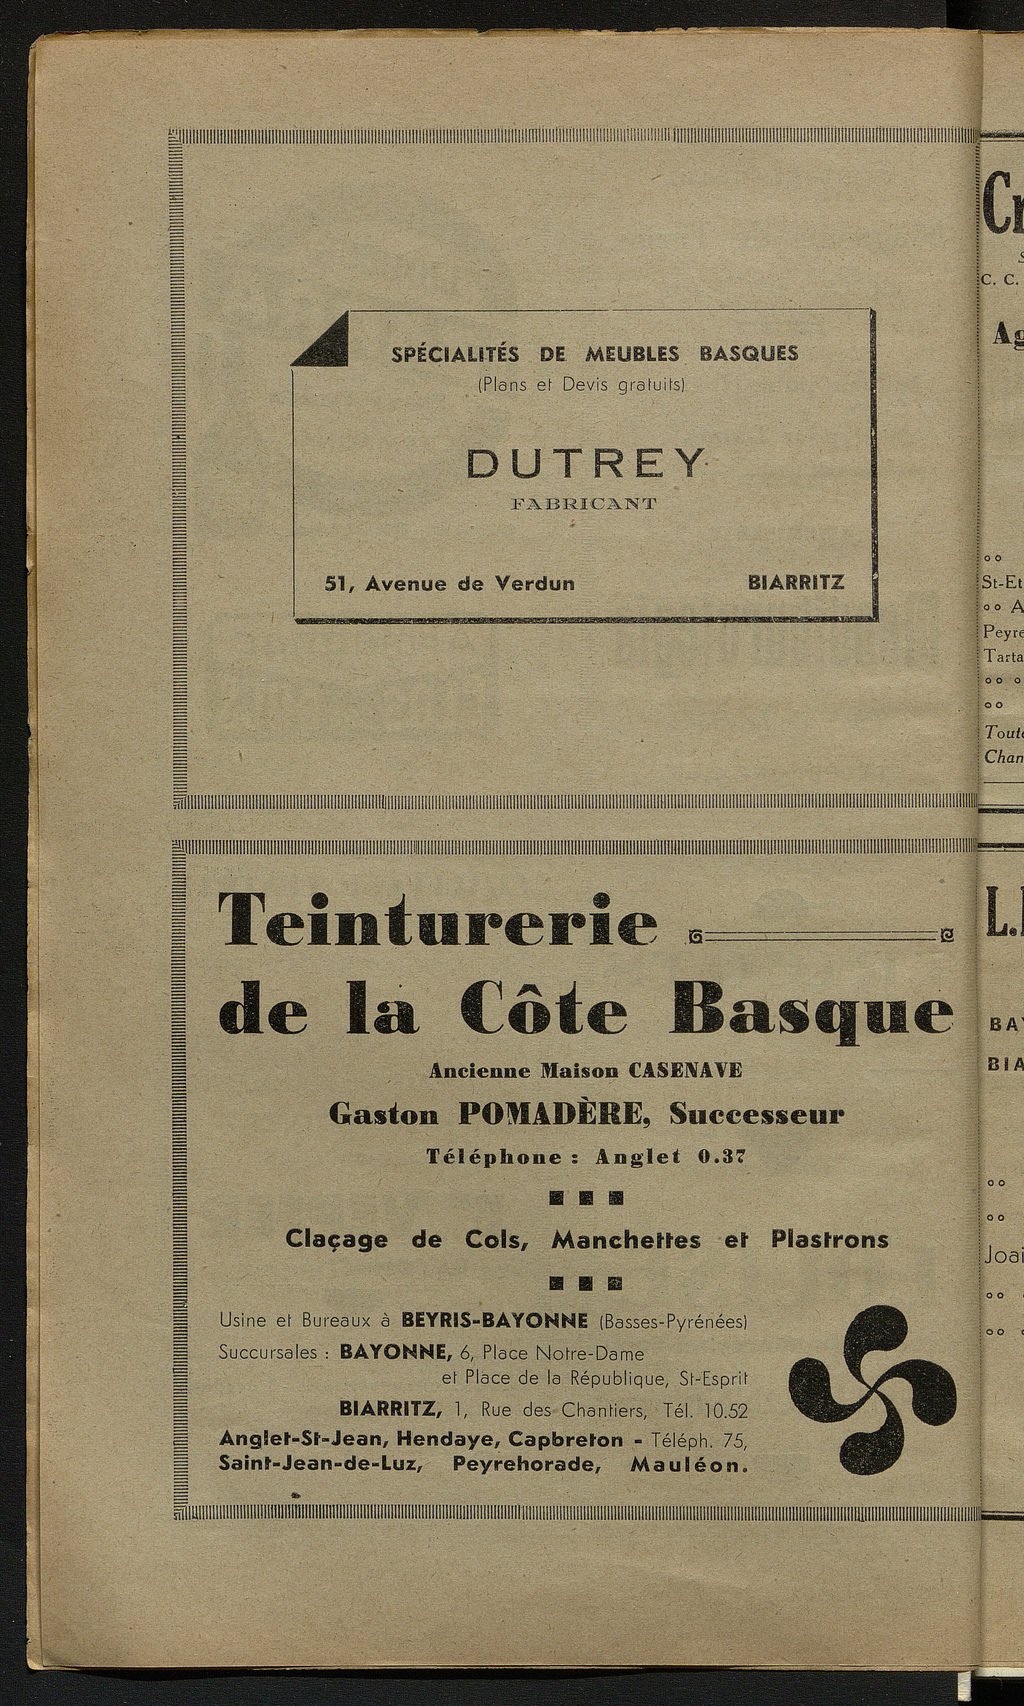 SPÉCIALITÉS DE MEUBLES BASQUES
(Plans et Devis gratuits)
DUTREY
FABRICANT
51, Avenue de Verdun BIARRITZ
Teinturerie
de la Côte Basque
Ancienne Maison CASENAVE
Gaston POMADÈRE, Successeur
Téléphone : Anglet 0.37
Claçage de Cols, Manchettes et Plastrons
Usine et Bureaux à BEYRIS-BAYONNE (Basses-Pyrénées)
Succursales : BAYONNE, 6, Place Notre-Dame
et Place de la République, St-Esprit
BIARRITZ, 1, Rue des Chantiers, Tél. 10.52
Anglet-St-Jean, Hendaye, Capbreton - Téléph. 75,
Saint-Jean-de-Luz, Peyrehorade, Mauléon.
C. C.